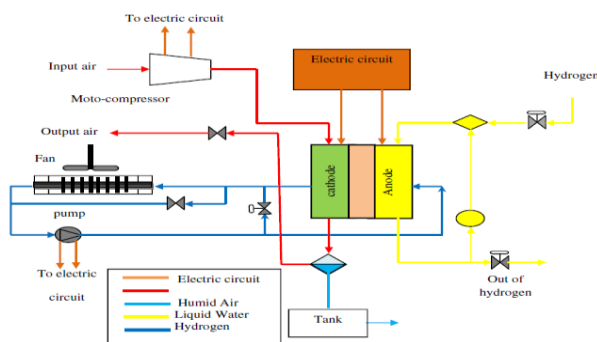 To electric circuit
Input air
Moto-compressor
Electric circuit
Hydrogen
Output air
Fan
cathode
Anode
pump
To electric
circuit
Out of
hydrogen
Electric circuit
Humid Air
Liquid Water
Hydrogen
Tank